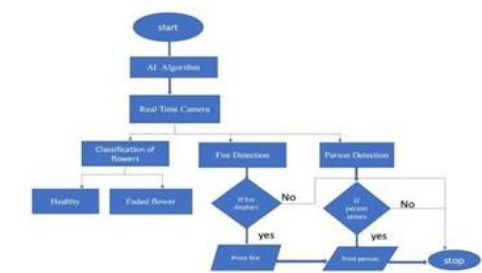 start
AI Algorithm
Real Time Camera
Classification of
flowers
Fire Detection
Person Detection
Healthy
Faded flower
If fire
displays
No
If
person
enters
No
yes
yes
Print fire
Print person
stop